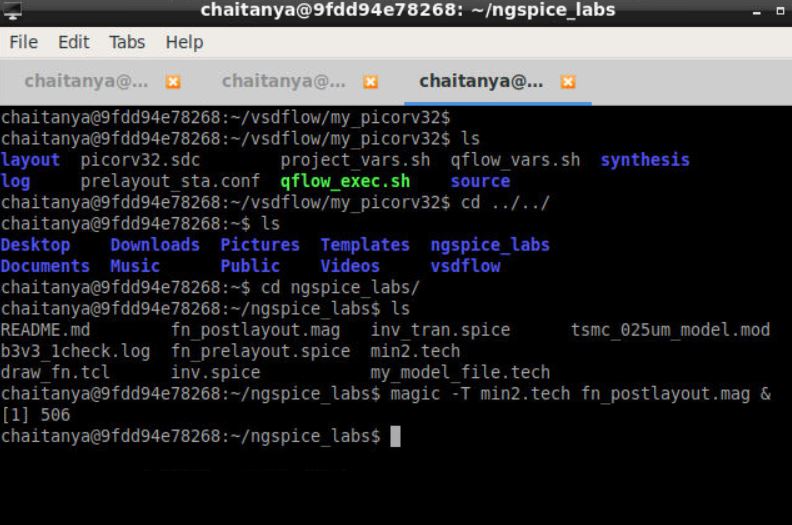 chaitanya@9fdd94e78268: ~/ngspice_labs
File Edit Tabs Help
chaitanya@... chaitanya@... chaitanya@...
chaitanya@9fdd94e78268:~/vsdflow/my_picorv32$
chaitanya@9fdd94e78268:~/vsdflow/my_picorv32$ ls
layout picorv32.sdc project_vars.sh qflow_vars.sh synthesis
log prelayout_sta.conf qflow_exec.sh source
chaitanya@9fdd94e78268:~/vsdflow/my_picorv32$ cd ../../
chaitanya@9fdd94e78268:~$ ls
Desktop Downloads Pictures Templates ngspice_labs
Documents Music Public Videos vsdflow
chaitanya@9fdd94e78268:~$ cd ngspice_labs/
chaitanya@9fdd94e78268:~/ngspice_labs$ ls
README.md fn_postlayout.mag inv_tran.spice tsmc_025um_model.mod
b3v3_1check.log fn_prelayout.spice min2.tech
draw_fn.tcl inv.spice my_model_file.tech
chaitanya@9fdd94e78268:~/ngspice_labs$ magic -T min2.tech fn_postlayout.mag &
[1] 506
chaitanya@9fdd94e78268:~/ngspice_labs$